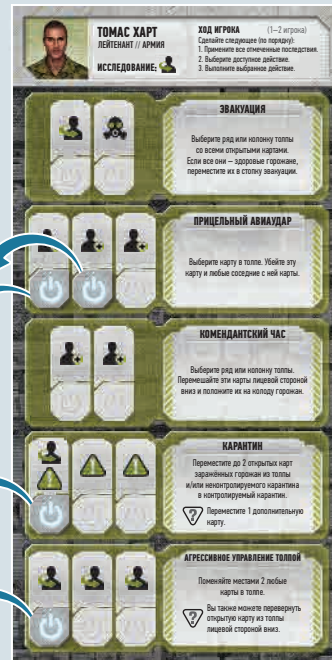 ТОМАС ХАРТ
ЛЕЙТЕНАНТ // АРМИЯ
ИССЛЕДОВАНИЕ:
ХОД ИГРОКА (1–2 игрока)
Сделайте следующее (по порядку):
1. Примените все отмеченные последствия.
2. Выберите доступное действие.
3. Выполните выбранное действие.
ЭВАКУАЦИЯ
Выберите ряд или колонку толпы
со всеми открытыми картами.
Если все они – здоровые горожане,
переместите их в стопку эвакуации.
ПРИЦЕЛЬНЫЙ АВИАУДАР
Выберите карту в толпе. Убейте эту
карту и любые соседние с ней карты.
КОМЕНДАНТСКИЙ ЧАС
Выберите ряд или колонку толпы.
Перемешайте эти карты лицевой стороной
вниз и положите их на колоду горожан.
КАРАНТИН
Переместите до 2 открытых карт
заражённых горожан из толпы
и/или неконтролируемого карантина
в контролируемый карантин.
? Переместите 1 дополнительную
карту.
АГРЕССИВНОЕ УПРАВЛЕНИЕ ТОЛПОЙ
Поменяйте местами 2 любые
карты в толпе.
? Вы также можете перевернуть
открытую карту из толпы
лицевой стороной вниз.